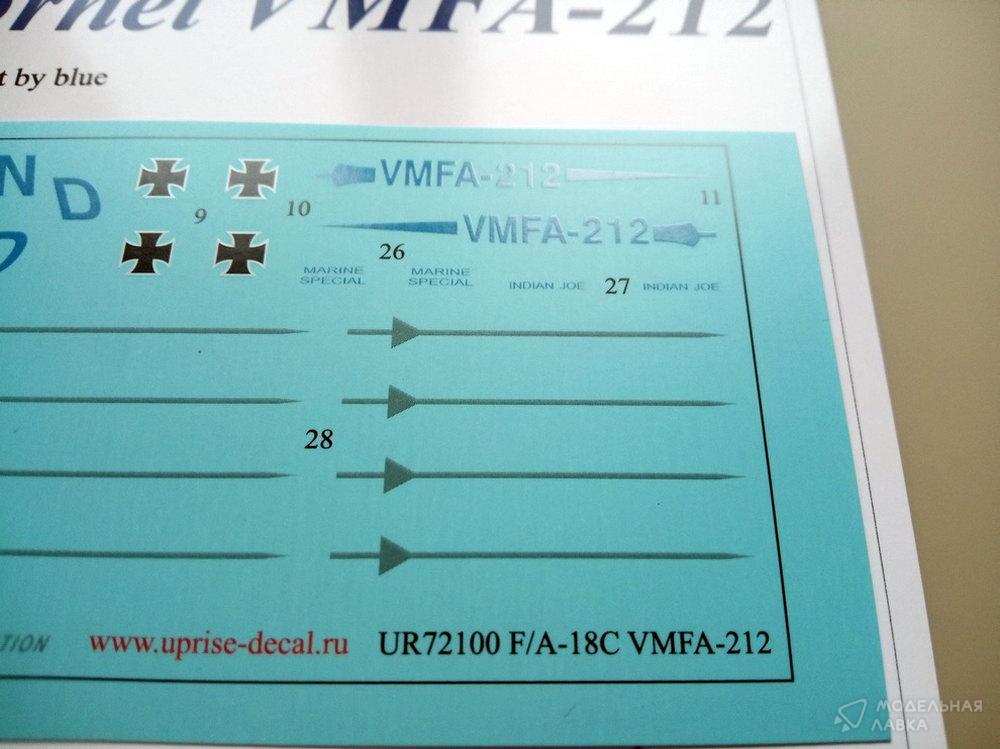 VMFA-212
t by blue
N
D
VMFA-212
9
10
11
VMFA-212
26
MARINE
SPECIAL
MARINE
SPECIAL
INDIAN JOE
27
INDIAN JOE
28
www.uprise-decal.ru
UR72100 F/A-18C VMFA-212
МОДЕЛЬНАЯ
ЛАВКА